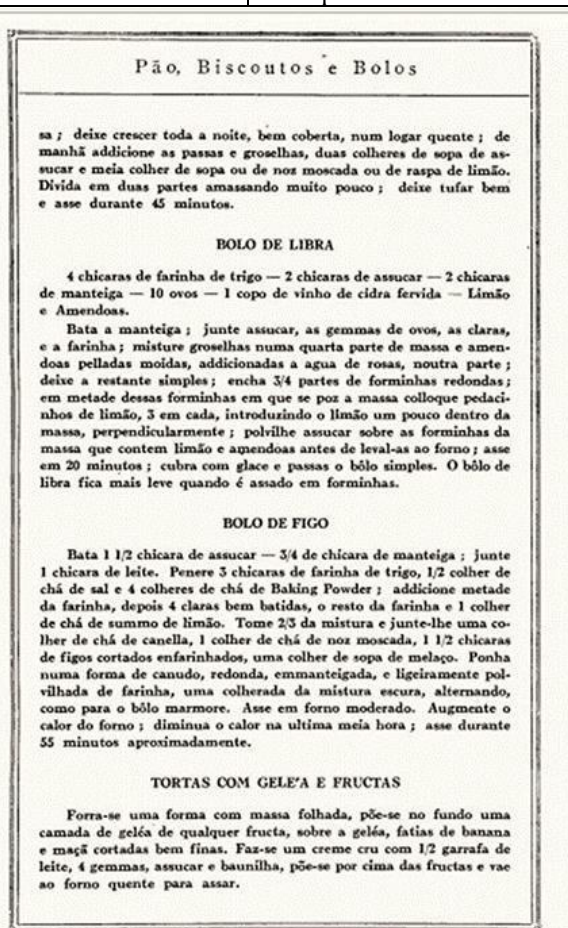 Pão, Biscoutos e Bolos
sa ; deixe crescer toda a noite, bem coberta, num logar quente ; de
manhã addicione as passas e groselhas, duas colheres de sopa de as-
sucar e meia colher de sopa ou de noz moscada ou de raspa de limão.
Divida em duas partes amassando muito pouco ; deixe tufar bem
e asse durante 45 minutos.
BOLO DE LIBRA
4 chicaras de farinha de trigo — 2 chicaras de assucar — 2 chicaras
de manteiga — 10 ovos — 1 copo de vinho de cidra fervida — Limão
e Amendoas.
Bata a manteiga ; junte assucar, as gemmas de ovos, as claras,
e a farinha ; misture groselhas numa quarta parte de massa e amen-
doas pelladas moidas, addicionadas a agua de rosas, noutra parte ;
deixe a restante simples ; encha 3/4 partes de forminhas redondas ;
em metade dessas forminhas em que se poz a massa colloque pedaci-
nhos de limão, 3 em cada, introduzindo o limão um pouco dentro da
massa, perpendicularmente ; polvilhe assucar sobre as forminhas da
massa que contem limão e amendoas antes de leval-as ao forno ; asse
em 20 minutos ; cubra com glace e passas o bôlo simples. O bôlo de
libra fica mais leve quando é assado em forminhas.
BOLO DE FIGO
Bata 1 1/2 chicara de assucar — 3/4 de chicara de manteiga ; junte
1 chicara de leite. Penere 3 chicaras de farinha de trigo, 1/2 colher de
chá de sal e 4 colheres de chá de Baking Powder ; addicione metade
da farinha, depois 4 claras bem batidas, o resto da farinha e 1 colher
de chá de summo de limão. Tome 2/3 da mistura e junte-lhe uma co-
lher de chá de canella, 1 colher de chá de noz moscada, 1 1/2 chicaras
de figos cortados enfarinhados, uma colher de sopa de melaço. Ponha
numa forma de canudo, redonda, emmanteigada, e ligeiramente pol-
vilhada de farinha, uma colherada da mistura escura, alternando,
como para o bôlo marmore. Asse em forno moderado. Augmente o
calor do forno ; diminua o calor na ultima meia hora ; asse durante
55 minutos aproximadamente.
TORTAS COM GELE'A E FRUCTAS
Forra-se uma forma com massa folhada, põe-se no fundo uma
camada de geléa de qualquer fructa, sobre a geléa, fatias de banana
e maçã cortadas bem finas. Faz-se um creme cru com 1/2 garrafa de
leite, 4 gemmas, assucar e baunilha, põe-se por cima das fructas e vae
ao forno quente para assar.